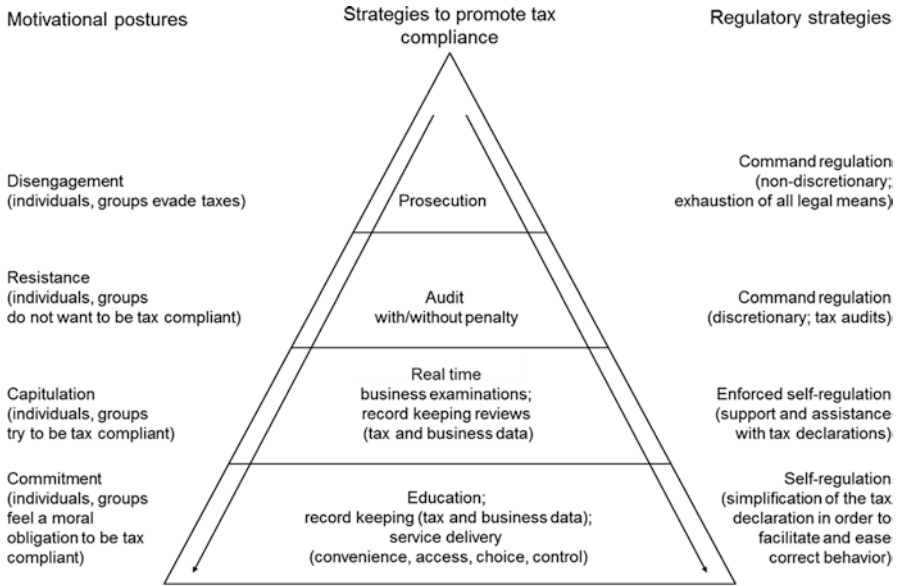 Motivational postures
Strategies to promote tax
compliance
Regulatory strategies
Disengagement
(individuals, groups evade taxes)
Prosecution
Command regulation
(non-discretionary;
exhaustion of all legal means)
Resistance
(individuals, groups
do not want to be tax compliant)
Audit
with/without penalty
Command regulation
(discretionary; tax audits)
Capitulation
(individuals, groups
try to be tax compliant)
Real time
business examinations;
record keeping reviews
(tax and business data)
Enforced self-regulation
(support and assistance
with tax declarations)
Commitment
(individuals, groups
feel a moral
obligation to be tax
compliant)
Education;
record keeping (tax and business data);
service delivery
(convenience, access, choice, control)
Self-regulation
(simplification of the tax
declaration in order to
facilitate and ease
correct behavior)